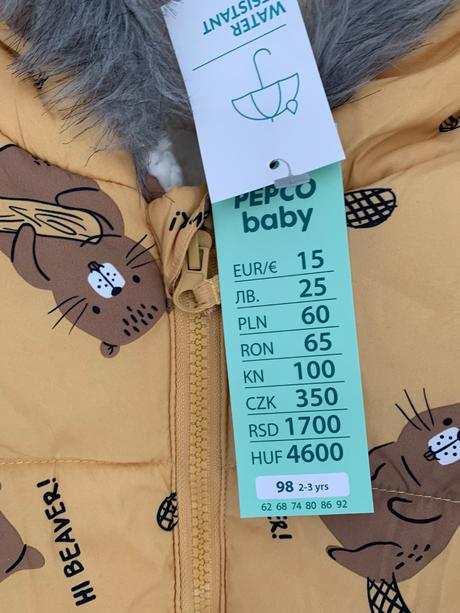 WATER
RESISTANT
PEPCO
baby
EUR/€ 15
ЛВ. 25
PLN 60
RON 65
KN 100
CZK 350
RSD 1700
HUF 4600
98 2-3 yrs
62 68 74 80 86 92
HI BEAVER!